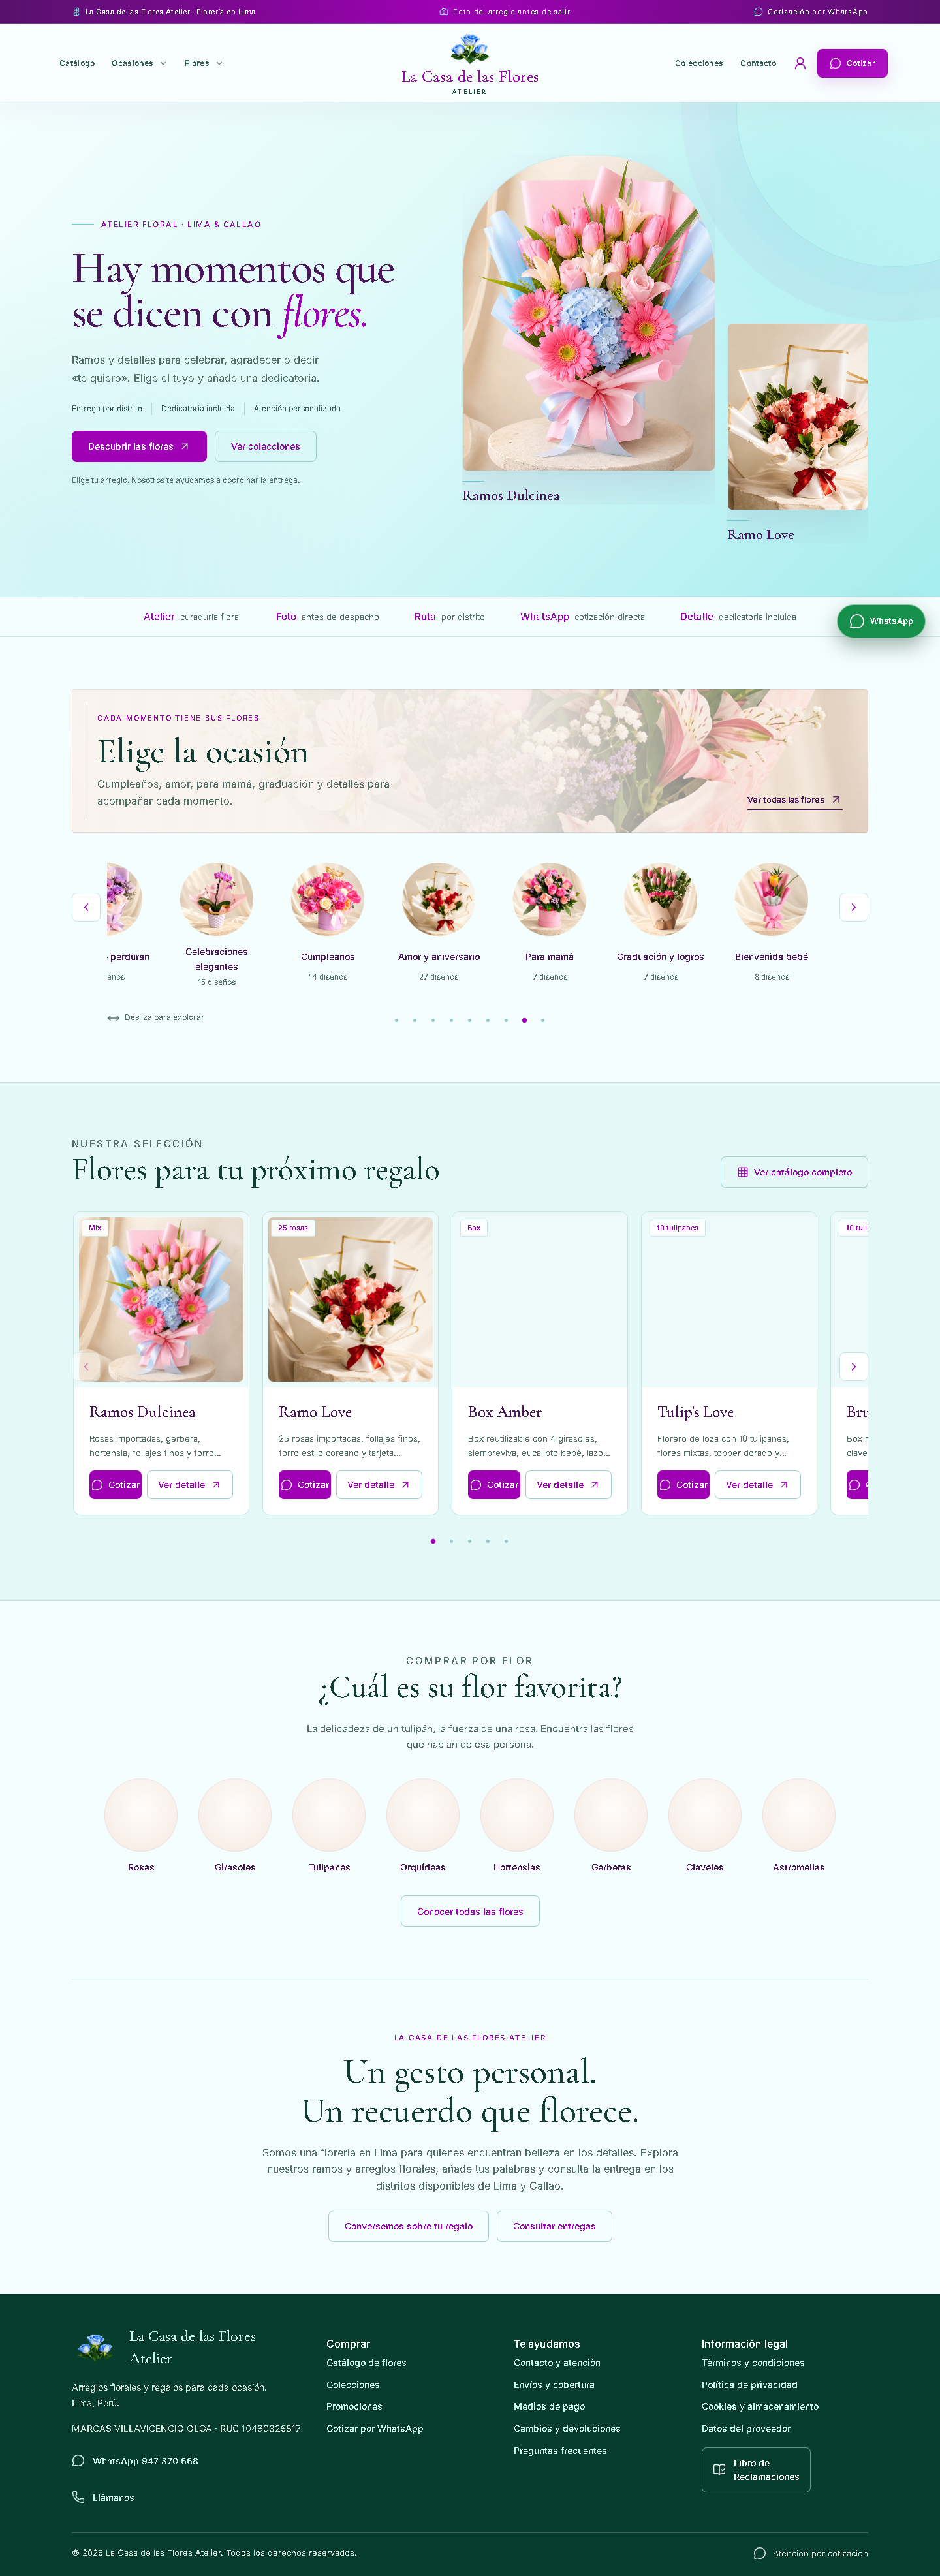 La Casa de las Flores Atelier · Florería en Lima
Foto del arreglo antes de salir
Cotización por WhatsApp
Catálogo
Ocasiones
Flores
La Casa de las Flores
ATELIER
Colecciones
Contacto
Cotizar
ATELIER FLORAL · LIMA & CALLAO
Hay momentos que
se dicen con flores.
Ramos y detalles para celebrar, agradecer o decir
«te quiero». Elige el tuyo y añade una dedicatoria.
Entrega por distrito
Dedicatoria incluida
Atención personalizada
Descubrir las flores
Ver colecciones
Elige tu arreglo. Nosotros te ayudamos a coordinar la entrega.
Ramos Dulcinea
Ramo Love
Atelier curaduría floral
Foto antes de despacho
Ruta por distrito
WhatsApp cotización directa
Detalle dedicatoria incluida
WhatsApp
CADA MOMENTO TIENE SUS FLORES
Elige la ocasión
Cumpleaños, amor, para mamá, graduación y detalles para
acompañar cada momento.
Ver todas las flores
perduran
eños
Celebraciones
elegantes
15 diseños
Cumpleaños
14 diseños
Amor y aniversario
27 diseños
Para mamá
7 diseños
Graduación y logros
7 diseños
Bienvenida bebé
8 diseños
Desliza para explorar
NUESTRA SELECCIÓN
Flores para tu próximo regalo
Ver catálogo completo
Mix
Ramos Dulcinea
Rosas importadas, gerbera,
hortensia, follajes finos y forro...
Cotizar
Ver detalle
25 rosas
Ramo Love
25 rosas importadas, follajes finos,
forro estilo coreano y tarjeta...
Cotizar
Ver detalle
Box
Box Amber
Box reutilizable con 4 girasoles,
siempreviva, eucalipto bebé, lazo...
Cotizar
Ver detalle
10 tulipanes
Tulip's Love
Florero de loza con 10 tulipanes,
flores mixtas, topper dorado y...
Cotizar
Ver detalle
10 tulip
Bru
Box r
clave
COMPRAR POR FLOR
¿Cuál es su flor favorita?
La delicadeza de un tulipán, la fuerza de una rosa. Encuentra las flores
que hablan de esa persona.
Rosas
Girasoles
Tulipanes
Orquídeas
Hortensias
Gerberas
Claveles
Astromelias
Conocer todas las flores
LA CASA DE LAS FLORES ATELIER
Un gesto personal.
Un recuerdo que florece.
Somos una florería en Lima para quienes encuentran belleza en los detalles. Explora
nuestros ramos y arreglos florales, añade tus palabras y consulta la entrega en los
distritos disponibles de Lima y Callao.
Conversemos sobre tu regalo
Consultar entregas
La Casa de las Flores
Atelier
Arreglos florales y regalos para cada ocasión.
Lima, Perú.
MARCAS VILLAVICENCIO OLGA · RUC 10460325817
WhatsApp 947 370 668
Llámanos
Comprar
Catálogo de flores
Colecciones
Promociones
Cotizar por WhatsApp
Te ayudamos
Contacto y atención
Envíos y cobertura
Medios de pago
Cambios y devoluciones
Preguntas frecuentes
Información legal
Términos y condiciones
Política de privacidad
Cookies y almacenamiento
Datos del proveedor
Libro de
Reclamaciones
© 2026 La Casa de las Flores Atelier. Todos los derechos reservados.
Atencion por cotizacion